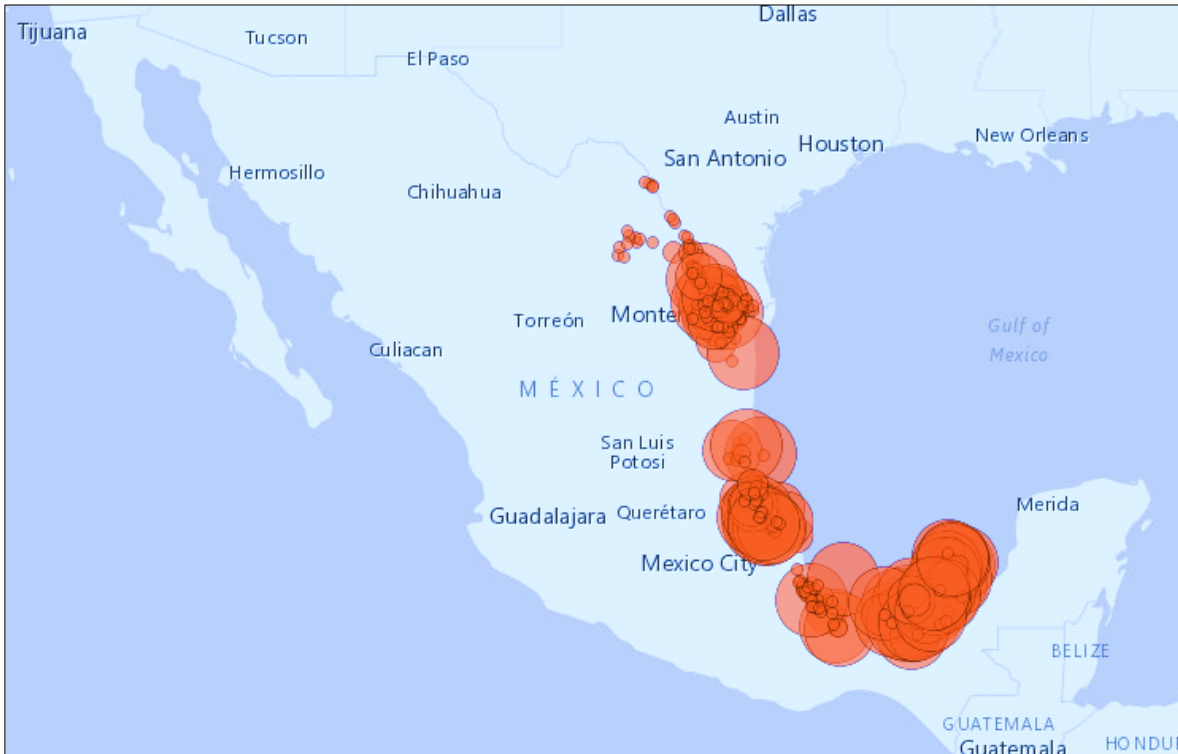 Dallas
Tijuana
Tucson
El Paso
Austin
Houston
New Orleans
San Antonio
Hermosillo
Chihuahua
Monte
Torreón
Gulf of
Mexico
Culiacan
MÉXICO
San Luis
Potosi
Merida
Guadalajara
Querétaro
Mexico City
BELIZE
GUATEMALA
Guatemala
HONDU